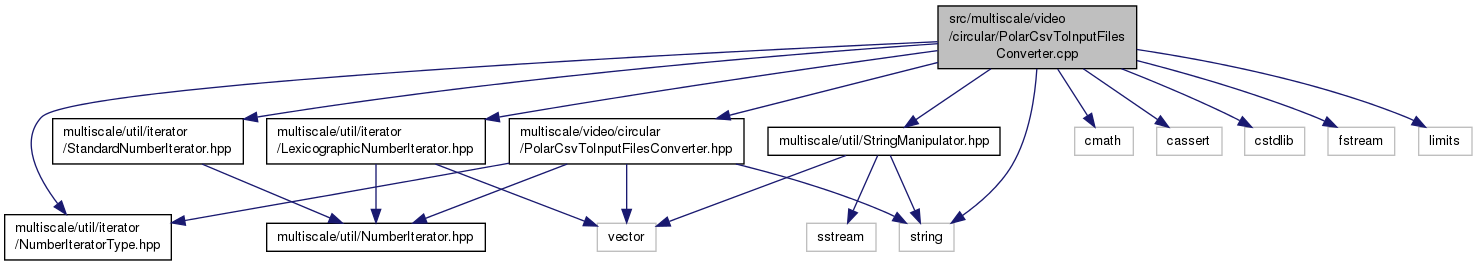 src/multiscale/video
/circular/PolarCsvToInputFiles
Converter.cpp
multiscale/util/iterator
/StandardNumberIterator.hpp
multiscale/util/iterator
/LexicographicNumberIterator.hpp
multiscale/video/circular
/PolarCsvToInputFilesConverter.hpp
multiscale/util/StringManipulator.hpp
cmath
cassert
cstdlib
fstream
limits
multiscale/util/iterator
/NumberIteratorType.hpp
multiscale/util/NumberIterator.hpp
vector
sstream
string